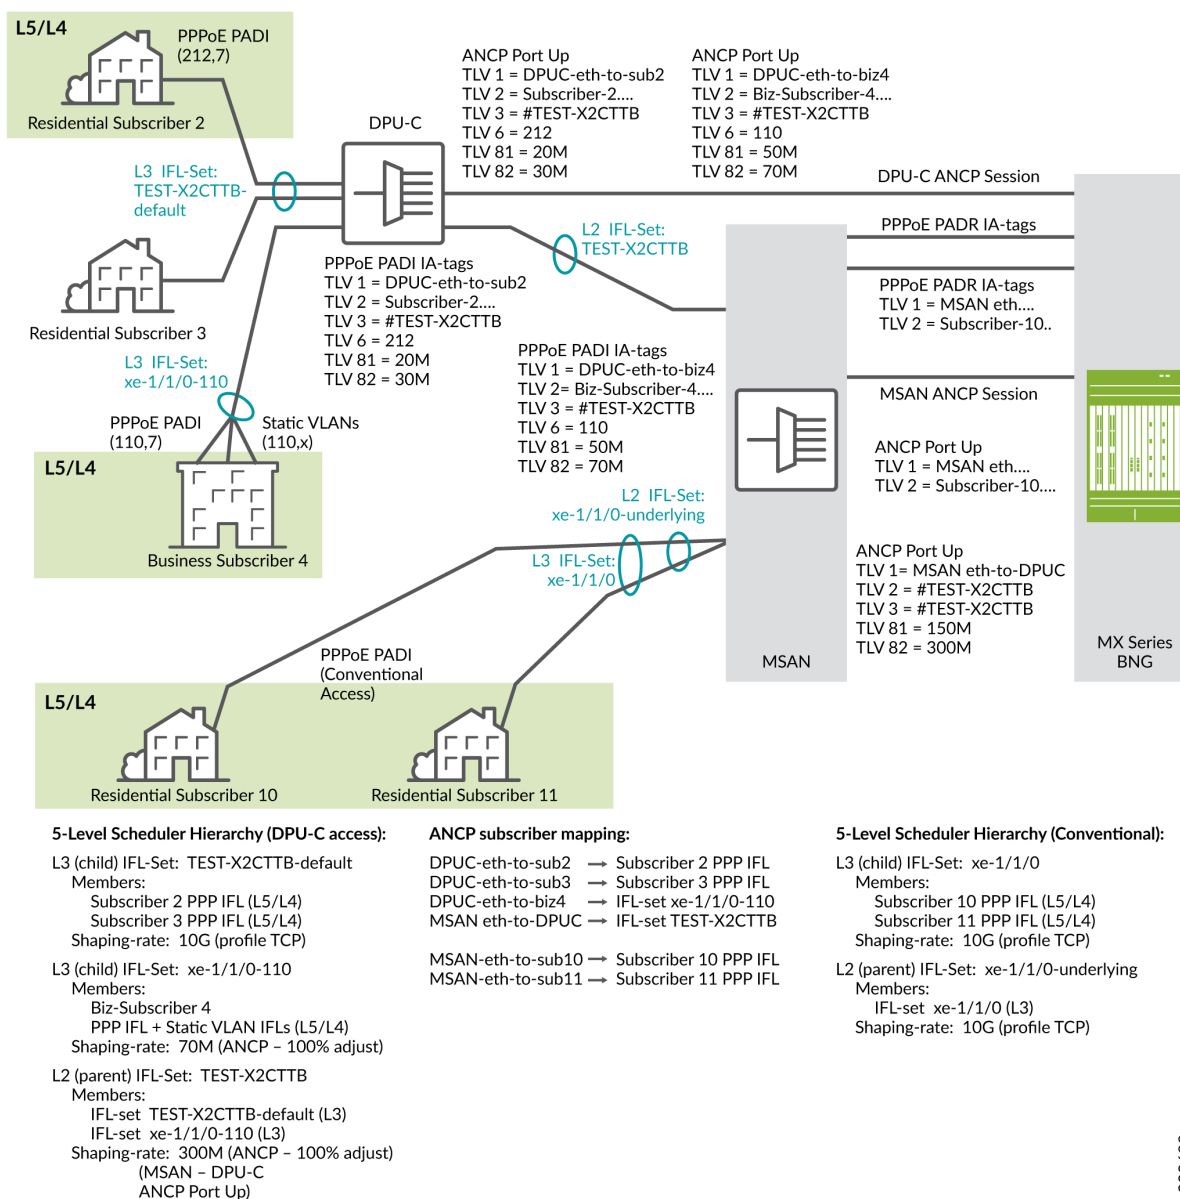 L5/L4
PPPoE PADI
(212,7)
Residential Subscriber 2
DPU-C
ANCP Port Up
TLV 1 = DPUC-eth-to-sub2
TLV 2 = Subscriber-2....
TLV 3 = #TEST-X2CTTB
TLV 6 = 212
TLV 81 = 20M
TLV 82 = 30M
ANCP Port Up
TLV 1 = DPUC-eth-to-biz4
TLV 2 = Biz-Subscriber-4....
TLV 3 = #TEST-X2CTTB
TLV 6 = 110
TLV 81 = 50M
TLV 82 = 70M
DPU-C ANCP Session
L3 IFL-Set:
TEST-X2CTTB-
default
L2 IFL-Set:
TEST-X2CTTB
PPPoE PADR IA-tags
PPPoE PADR IA-tags
TLV 1 = MSAN eth....
TLV 2 = Subscriber-10..
Residential Subscriber 3
PPPoE PADI IA-tags
TLV 1 = DPUC-eth-to-sub2
TLV 2 = Subscriber-2....
TLV 3 = #TEST-X2CTTB
TLV 6 = 212
TLV 81 = 20M
TLV 82 = 30M
L3 IFL-Set:
xe-1/1/0-110
PPPoE PADI
(110,7)
Static VLANs
(110,x)
L5/L4
Business Subscriber 4
PPPoE PADI IA-tags
TLV 1 = DPUC-eth-to-biz4
TLV 2= Biz-Subscriber-4....
TLV 3 = #TEST-X2CTTB
TLV 6 = 110
TLV 81 = 50M
TLV 82 = 70M
MSAN ANCP Session
ANCP Port Up
TLV 1 = MSAN eth....
TLV 2 = Subscriber-10....
L2 IFL-Set:
xe-1/1/0-underlying
L3 IFL-Set:
xe-1/1/0
ANCP Port Up
TLV 1= MSAN eth-to-DPUC
TLV 2 = #TEST-X2CTTB
TLV 3 = #TEST-X2CTTB
TLV 81 = 150M
TLV 82 = 300M
MSAN
MX Series
BNG
PPPoE PADI
(Conventional
Access)
L5/L4
Residential Subscriber 10
Residential Subscriber 11
5-Level Scheduler Hierarchy (DPU-C access):
L3 (child) IFL-Set: TEST-X2CTTB-default
Members:
Subscriber 2 PPP IFL (L5/L4)
Subscriber 3 PPP IFL (L5/L4)
Shaping-rate: 10G (profile TCP)
L3 (child) IFL-Set: xe-1/1/0-110
Members:
Biz-Subscriber 4
PPP IFL + Static VLAN IFLs (L5/L4)
Shaping-rate: 70M (ANCP – 100% adjust)
L2 (parent) IFL-Set: TEST-X2CTTB
Members:
IFL-set TEST-X2CTTB-default (L3)
IFL-set xe-1/1/0-110 (L3)
Shaping-rate: 300M (ANCP – 100% adjust)
(MSAN – DPU-C
ANCP Port Up)
ANCP subscriber mapping:
DPUC-eth-to-sub2 → Subscriber 2 PPP IFL
DPUC-eth-to-sub3 → Subscriber 3 PPP IFL
DPUC-eth-to-biz4 → IFL-set xe-1/1/0-110
MSAN eth-to-DPUC → IFL-set TEST-X2CTTB
MSAN-eth-to-sub10 → Subscriber 10 PPP IFL
MSAN-eth-to-sub11 → Subscriber 11 PPP IFL
5-Level Scheduler Hierarchy (Conventional):
L3 (child) IFL-Set: xe-1/1/0
Members:
Subscriber 10 PPP IFL (L5/L4)
Subscriber 11 PPP IFL (L5/L4)
Shaping-rate: 10G (profile TCP)
L2 (parent) IFL-Set: xe-1/1/0-underlying
Members:
IFL-set xe-1/1/0 (L3)
Shaping-rate: 10G (profile TCP)